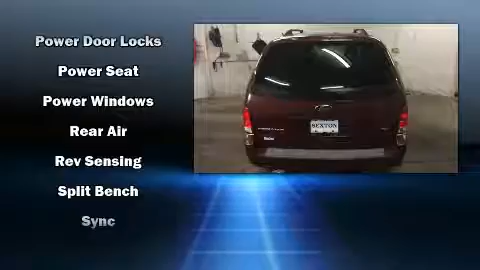 Power Door Locks
Power Seat
Power Windows
Rear Air
Rev Sensing
Split Bench
Sync
SEXTON